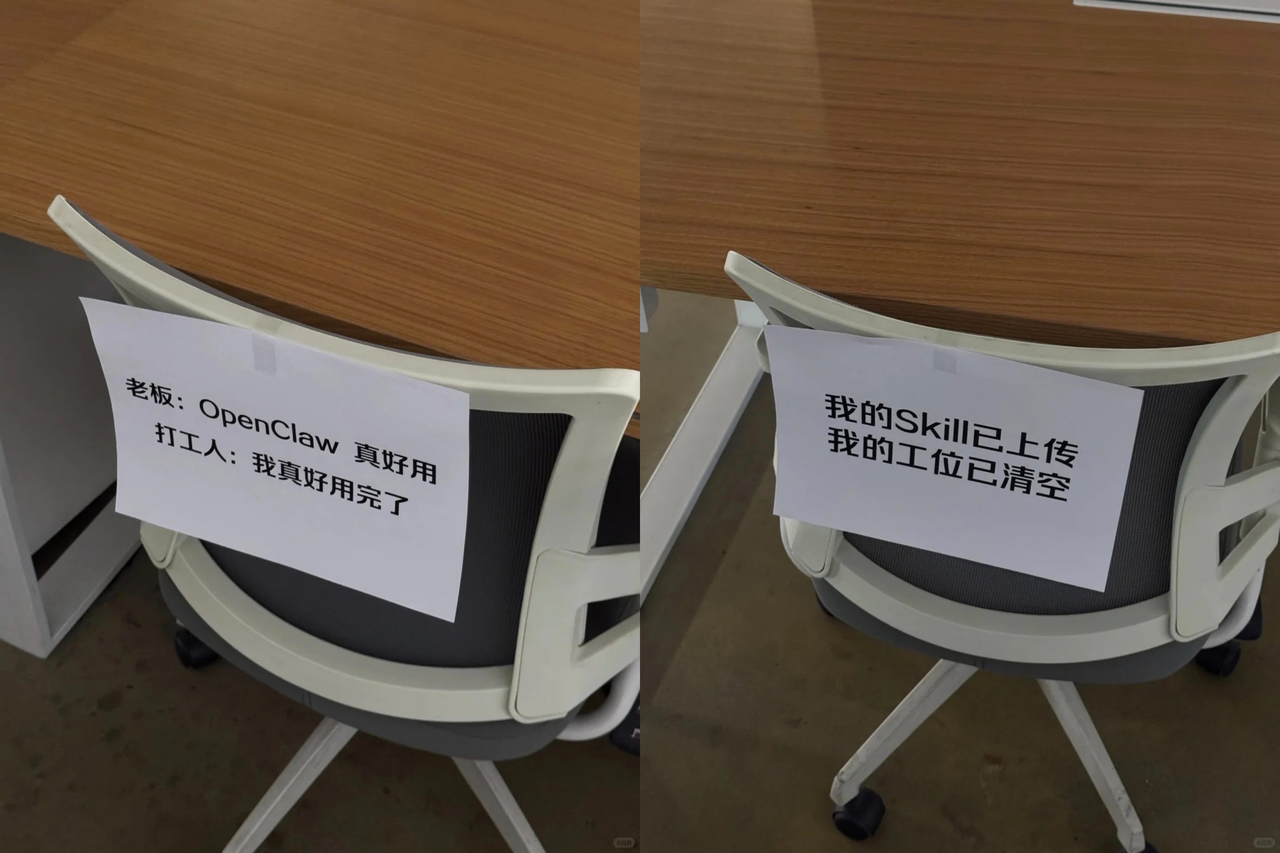 老板：OpenClaw 真好用
打工人：我真好用完了
我的Skill已上传
我的工位已清空